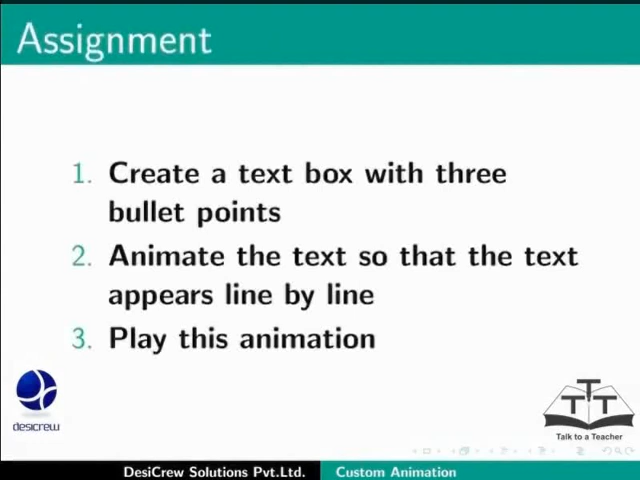 Assignment
1. Create a text box with three
bullet points
2. Animate the text so that the text
appears line by line
3. Play this animation
desicrew
TTT
Talk to a Teacher
DesiCrew Solutions Pvt.Ltd. Custom Animation